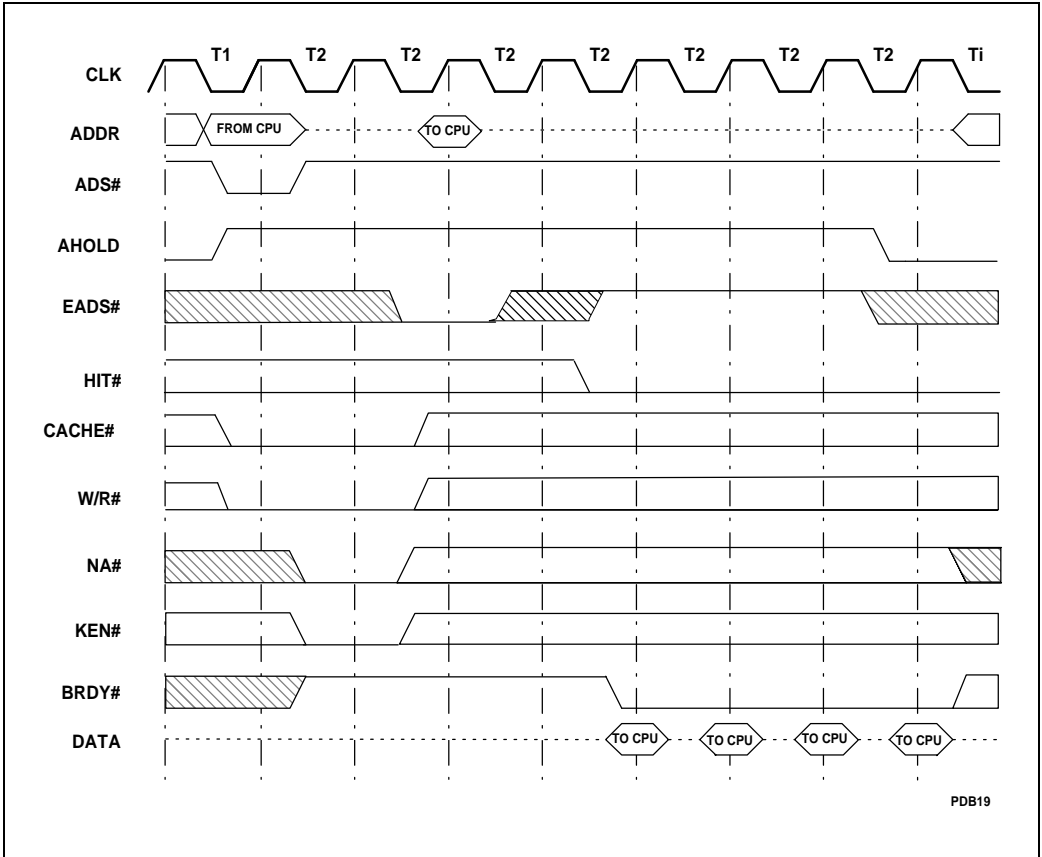 T1 T2 T2 T2 T2 T2 T2 T2 Ti
CLK
ADDR FROM CPU TO CPU
ADS#
AHOLD
EADS#
HIT#
CACHE#
W/R#
NA#
KEN#
BRDY#
DATA TO CPU TO CPU TO CPU TO CPU
PDB19